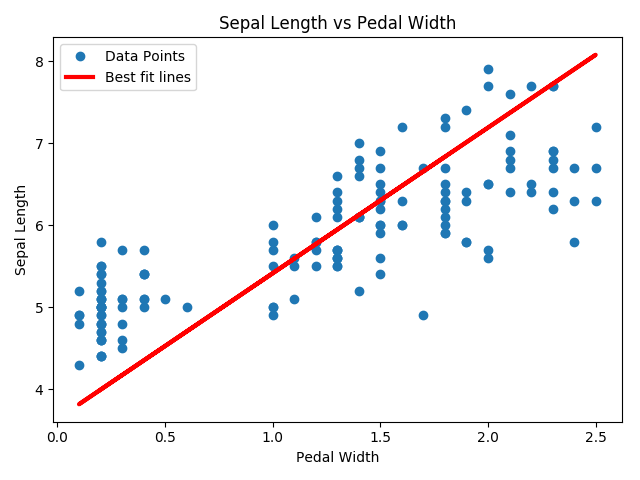 Sepal Length vs Pedal Width
Data Points
Best fit lines
8
7
6
5
4
Sepal Length
0.0 0.5 1.0 1.5 2.0 2.5
Pedal Width